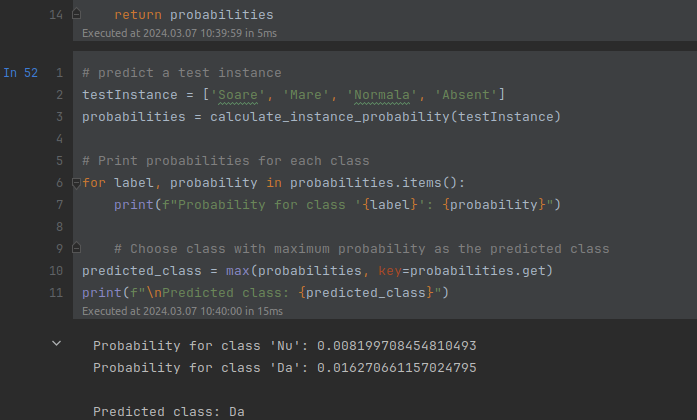 14 return probabilities
Executed at 2024.03.07 10:39:59 in 5ms
In 52 1 # predict a test instance
2 testInstance = ['Soare', 'Mare', 'Normala', 'Absent']
3 probabilities = calculate_instance_probability(testInstance)
4
5 # Print probabilities for each class
6 for label, probability in probabilities.items():
7 print(f"Probability for class '{label}': {probability}")
8
9 # Choose class with maximum probability as the predicted class
10 predicted_class = max(probabilities, key=probabilities.get)
11 print(f"\nPredicted class: {predicted_class}")
Executed at 2024.03.07 10:40:00 in 15ms
Probability for class 'Nu': 0.008199708454810493
Probability for class 'Da': 0.016270661157024795
Predicted class: Da